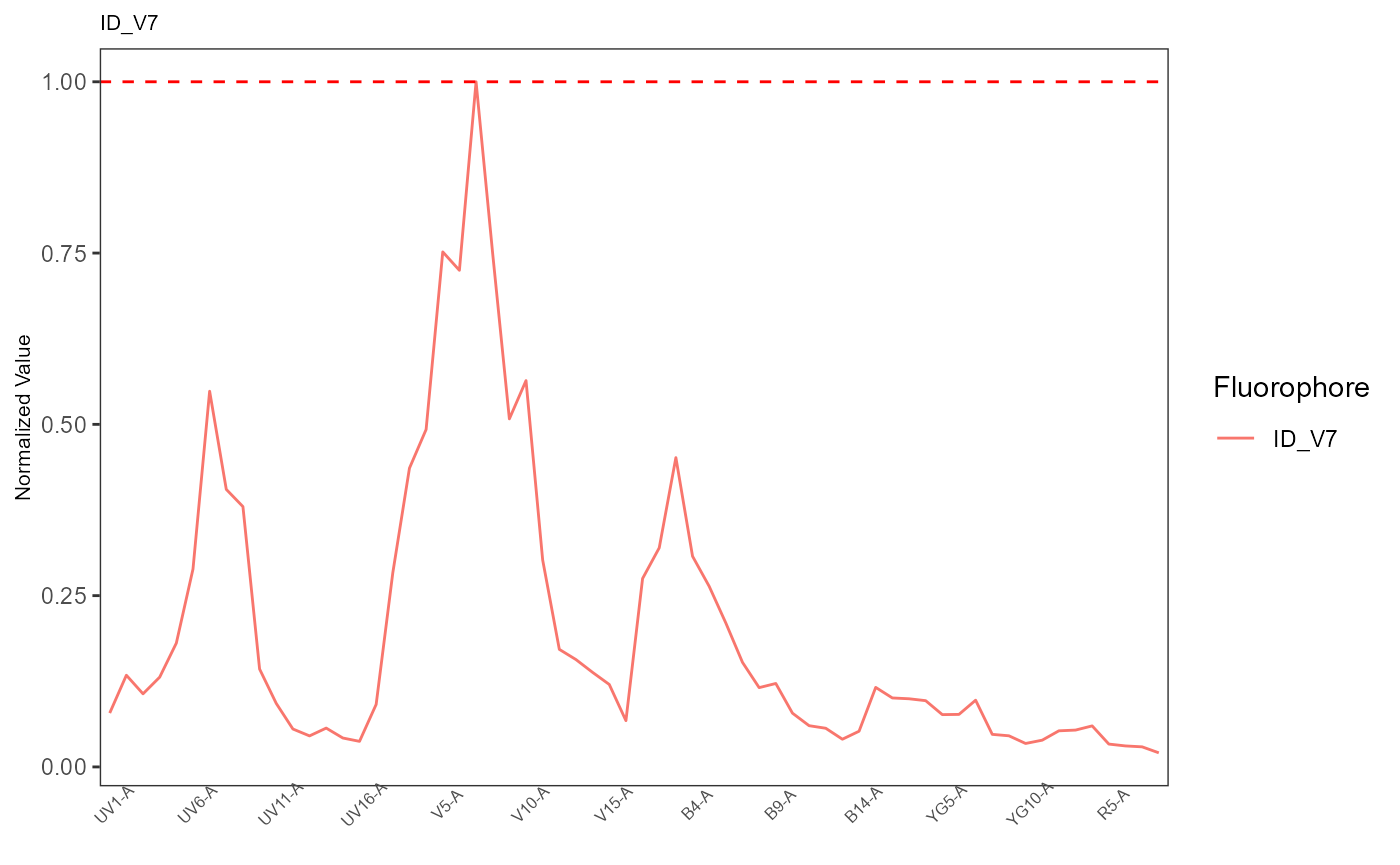 ID_V7
1.00
0.75
0.50
0.25
0.00
Normalized Value
UV1-A
UV6-A
UV11-A
UV16-A
V5-A
V10-A
V15-A
B4-A
B9-A
B14-A
YG5-A
YG10-A
R5-A
Fluorophore
ID_V7